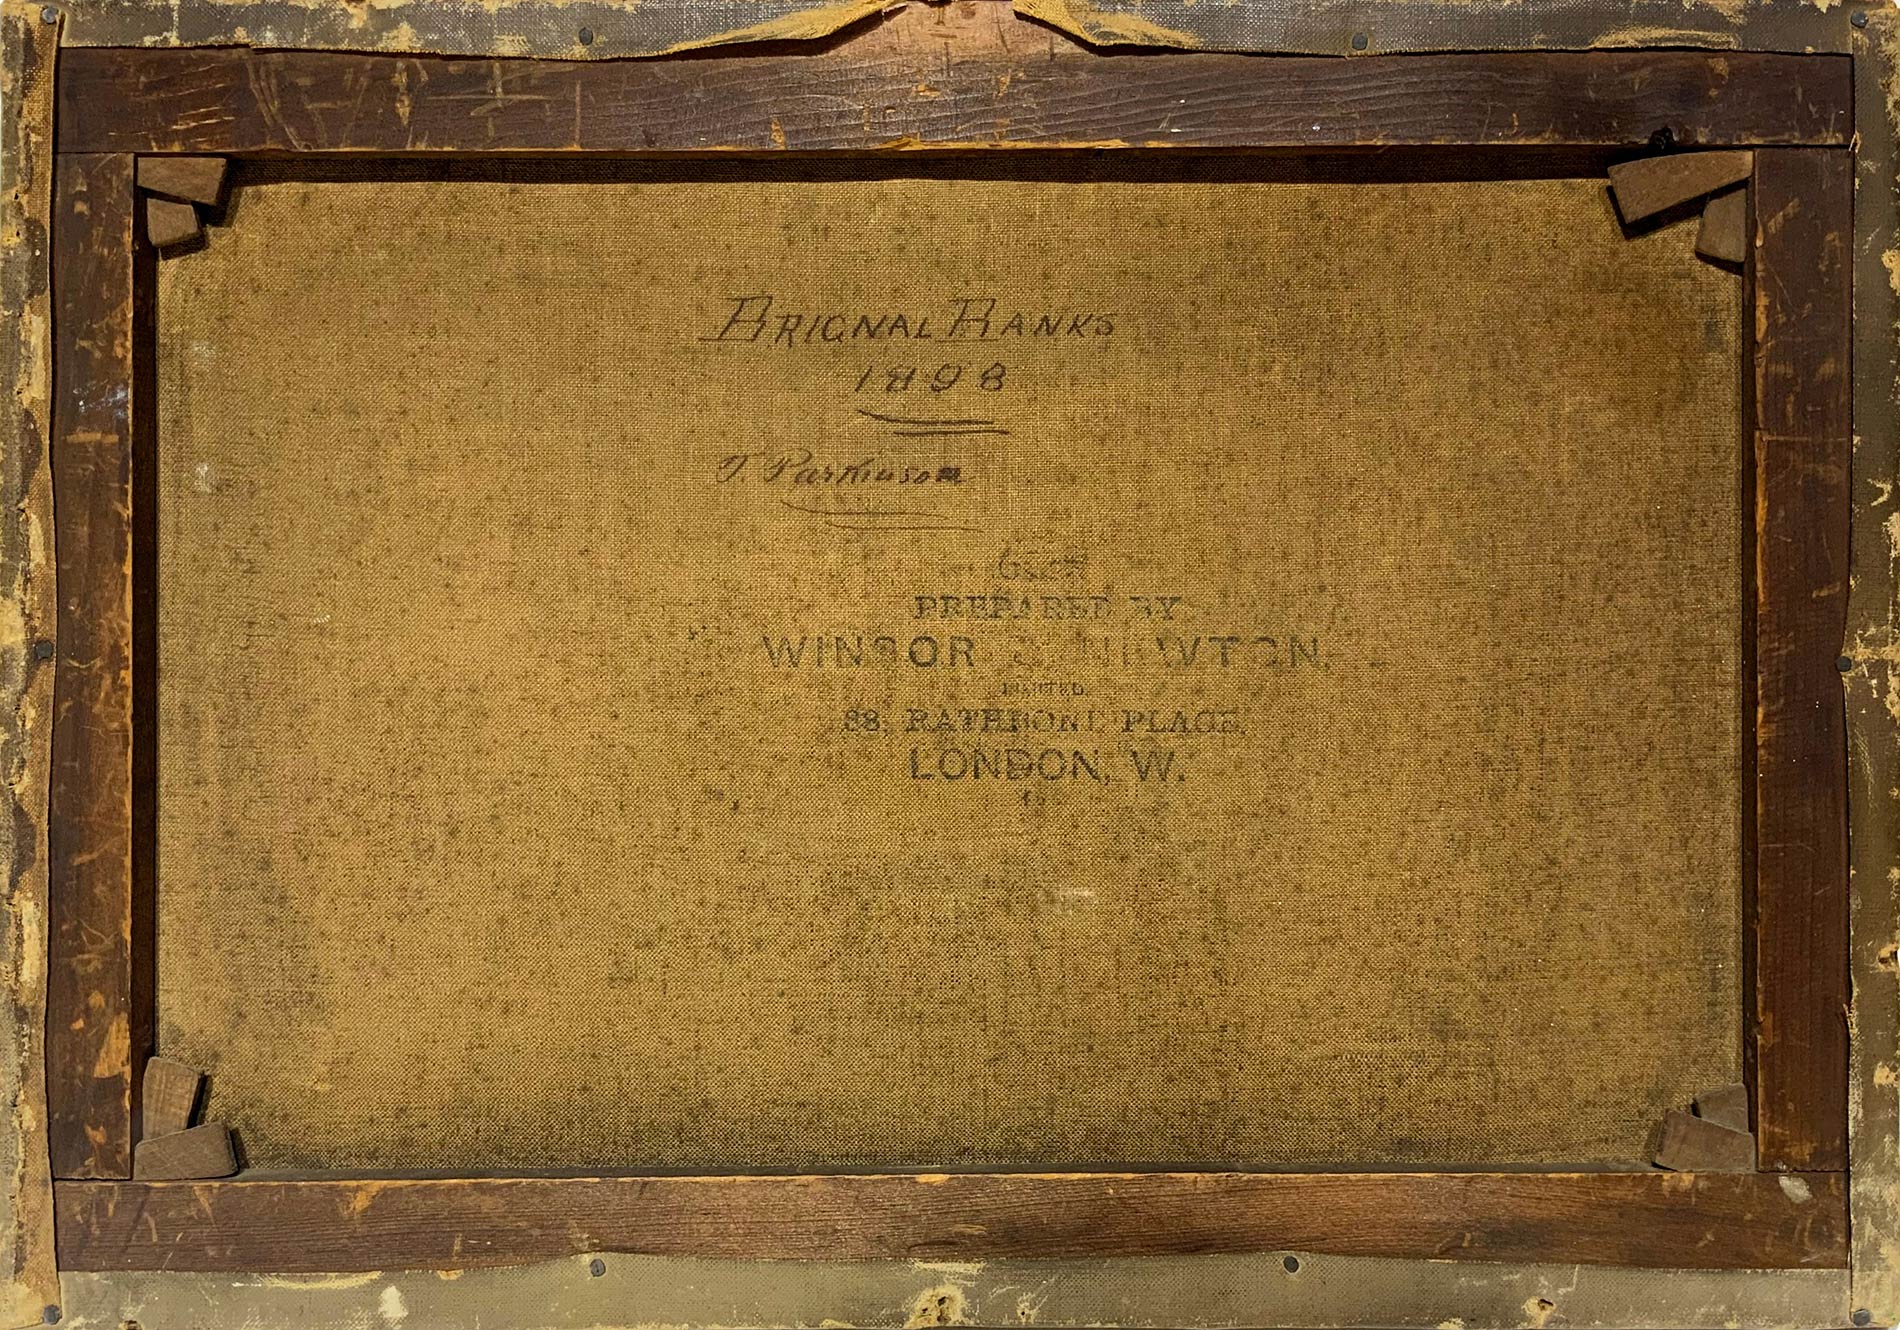 BRIGNAL BANKS
1898
T. Parkinson
PREPARED BY
WINSOR & NEWTON.
LIMITED.
38, RATHBONE PLACE,
LONDON, W.